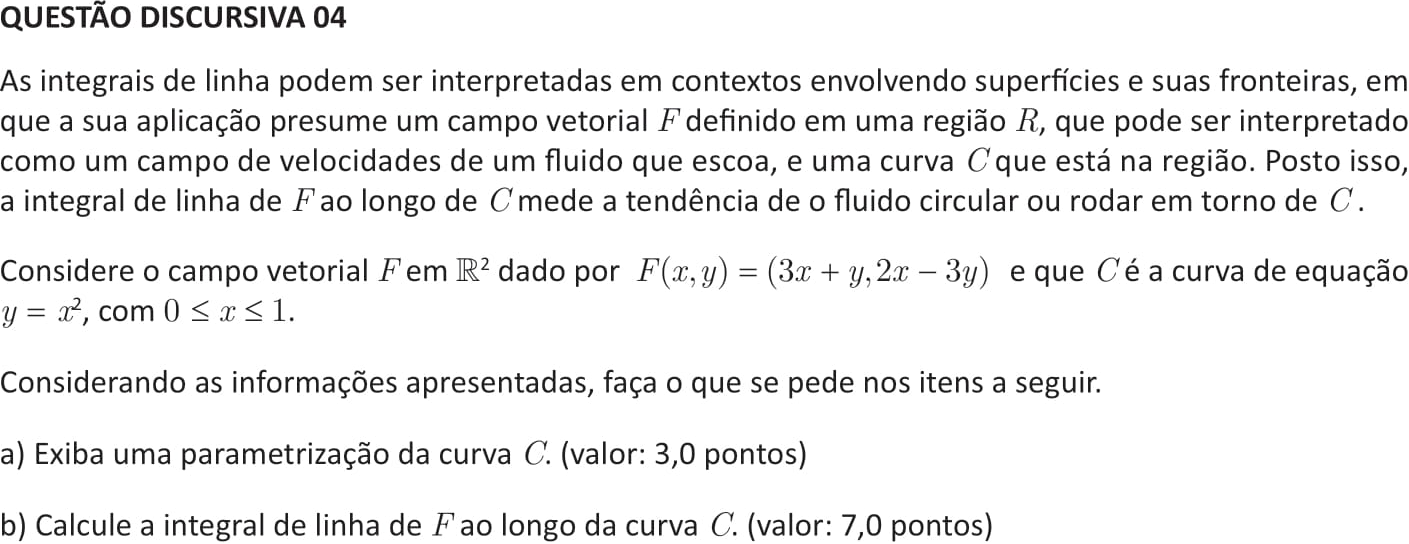 QUESTÃO DISCURSIVA 04
As integrais de linha podem ser interpretadas em contextos envolvendo superfícies e suas fronteiras, em
que a sua aplicação presume um campo vetorial F definido em uma região R, que pode ser interpretado
como um campo de velocidades de um fluido que escoa, e uma curva C que está na região. Posto isso,
a integral de linha de F ao longo de C mede a tendência de o fluido circular ou rodar em torno de C.
Considere o campo vetorial F em ℝ² dado por F(x, y) = (3x + y, 2x − 3y) e que C é a curva de equação
y = x², com 0 ≤ x ≤ 1.
Considerando as informações apresentadas, faça o que se pede nos itens a seguir.
a) Exiba uma parametrização da curva C. (valor: 3,0 pontos)
b) Calcule a integral de linha de F ao longo da curva C. (valor: 7,0 pontos)